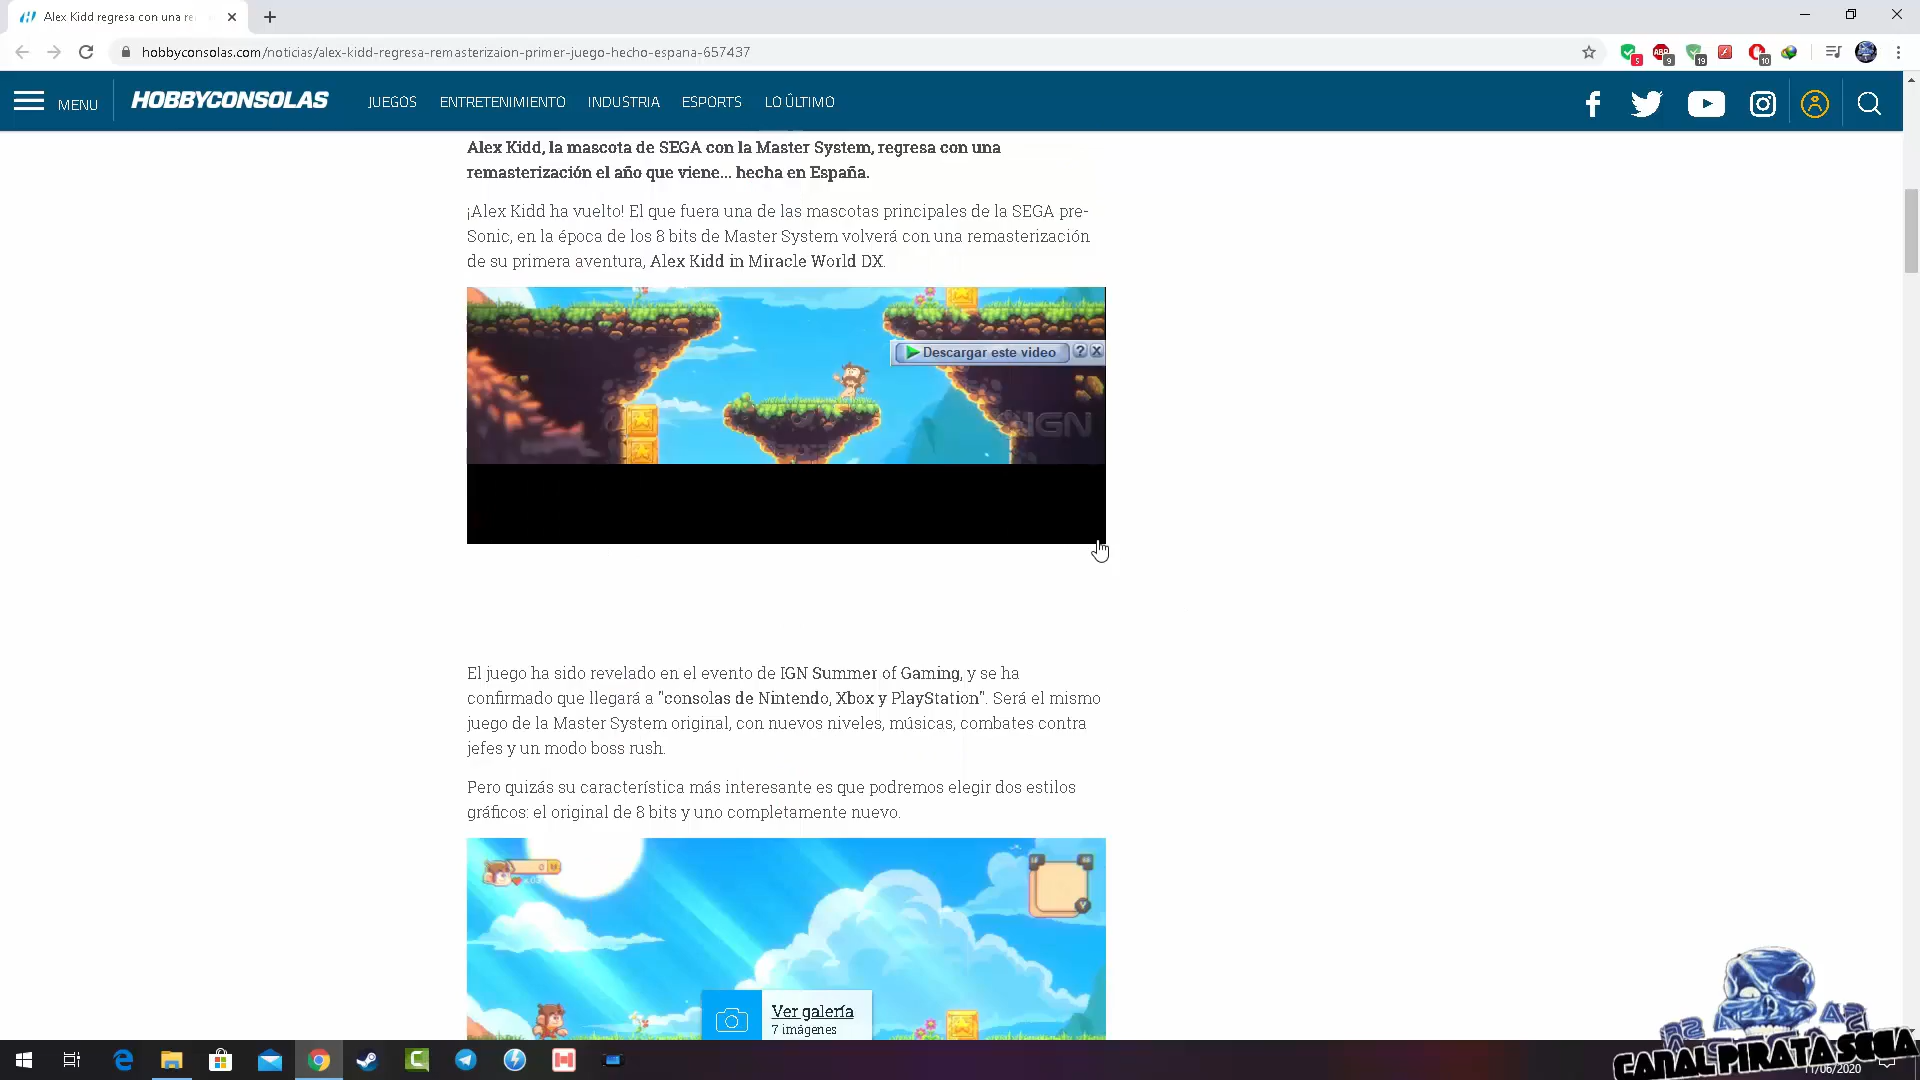 Alex Kidd regresa con una re
hobbyconsolas.com/noticias/alex-kidd-regresa-remasterizaion-primer-juego-hecho-espana-657437
5
ABP
9
19
10
MENU
HOBBYCONSOLAS
JUEGOS
ENTRETENIMIENTO
INDUSTRIA
ESPORTS
LO ÚLTIMO
Alex Kidd, la mascota de SEGA con la Master System, regresa con una
remasterización el año que viene... hecha en España.
¡Alex Kidd ha vuelto! El que fuera una de las mascotas principales de la SEGA pre-
Sonic, en la época de los 8 bits de Master System volverá con una remasterización
de su primera aventura, Alex Kidd in Miracle World DX.
Descargar este video
?
IGN
El juego ha sido revelado en el evento de IGN Summer of Gaming, y se ha
confirmado que llegará a "consolas de Nintendo, Xbox y PlayStation". Será el mismo
juego de la Master System original, con nuevos niveles, músicas, combates contra
jefes y un modo boss rush.
Pero quizás su característica más interesante es que podremos elegir dos estilos
gráficos: el original de 8 bits y uno completamente nuevo.
0
Y
Ver galería
7 imágenes
CANAL PIRATA SEGA
11/06/2020